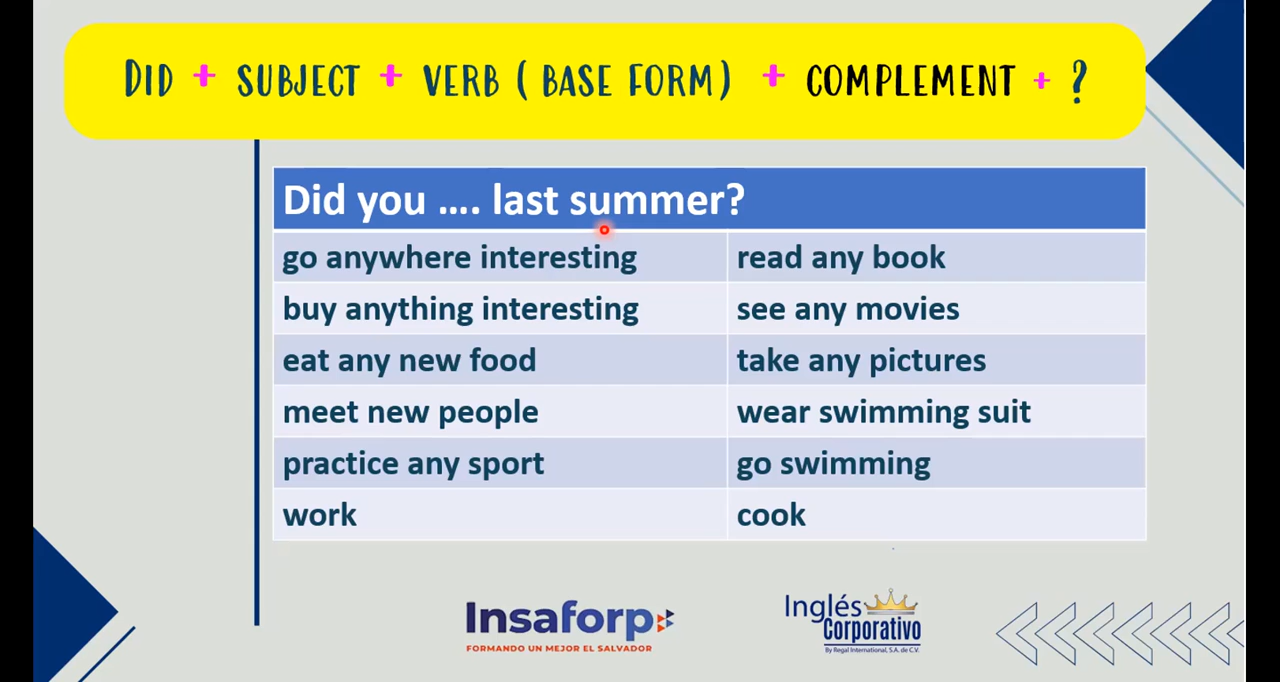 DID + SUBJECT + VERB ( BASE FORM) + COMPLEMENT + ?
Did you .... last summer?
go anywhere interesting
read any book
buy anything interesting
see any movies
eat any new food
take any pictures
meet new people
wear swimming suit
practice any sport
go swimming
work
cook
Insaforp
FORMANDO UN MEJOR EL SALVADOR
Inglés
Corporativo
By Regal International, S.A. de C.V.